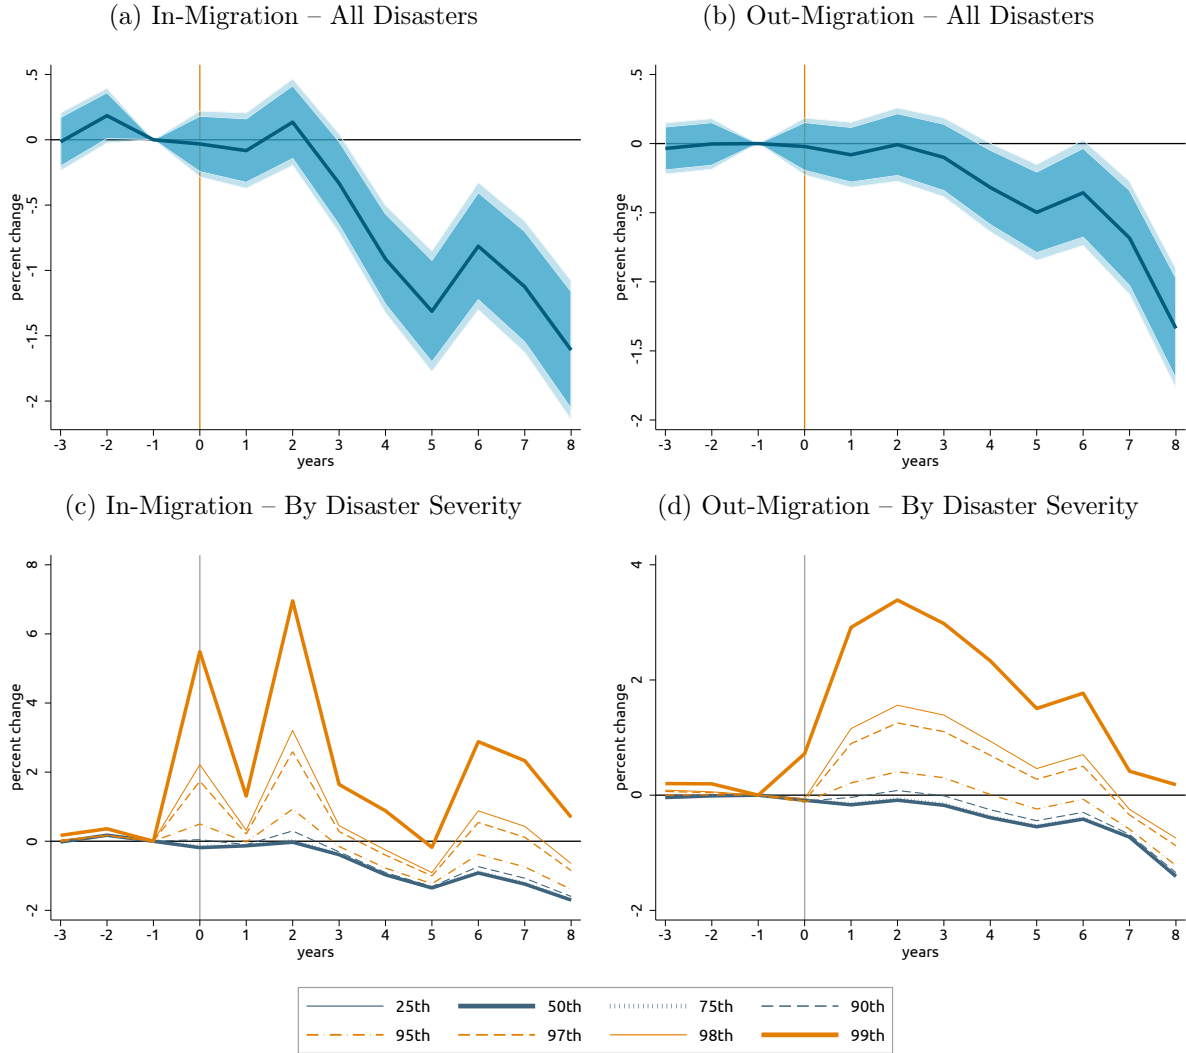 (a) In-Migration – All Disasters
.5
0
-.5
-1
-1.5
-2
percent change
-3 -2 -1 0 1 2 3 4 5 6 7 8
years
(b) Out-Migration – All Disasters
.5
0
-.5
-1
-1.5
-2
percent change
-3 -2 -1 0 1 2 3 4 5 6 7 8
years
(c) In-Migration – By Disaster Severity
8
6
4
2
0
-2
percent change
-3 -2 -1 0 1 2 3 4 5 6 7 8
years
(d) Out-Migration – By Disaster Severity
4
2
0
-2
percent change
-3 -2 -1 0 1 2 3 4 5 6 7 8
years
25th 50th 75th 90th
95th 97th 98th 99th